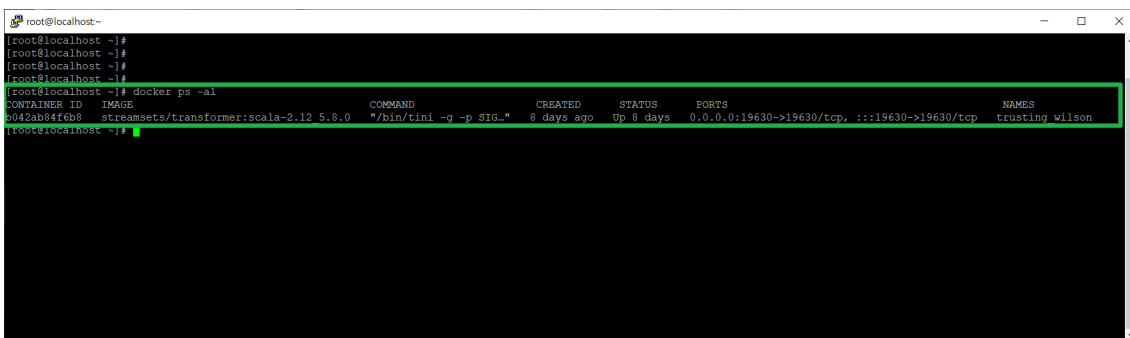 root@localhost:~
[root@localhost ~]#
[root@localhost ~]#
[root@localhost ~]#
[root@localhost ~]#
[root@localhost ~]# docker ps -al
CONTAINER ID IMAGE COMMAND CREATED STATUS PORTS NAMES
b042ab84f6b8 streamsets/transformer:scala-2.12_5.8.0 "/bin/tini -g -p SIG…" 8 days ago Up 8 days 0.0.0.0:19630->19630/tcp, :::19630->19630/tcp trusting_wilson
[root@localhost ~]#